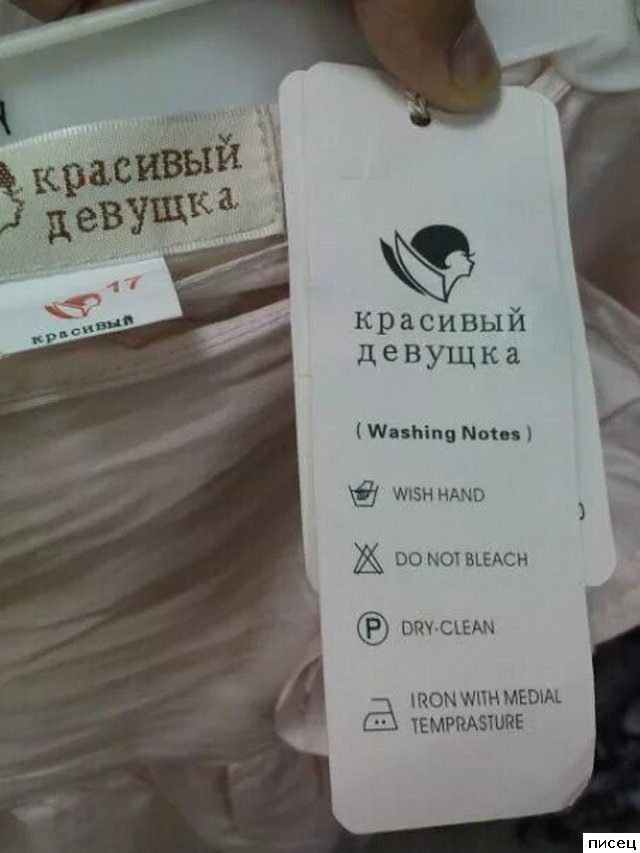 красивый
девущка
17
красивый
красивый
девущка
( Washing Notes )
WISH HAND
DO NOT BLEACH
P DRY-CLEAN
IRON WITH MEDIAL
TEMPRASTURE
писец